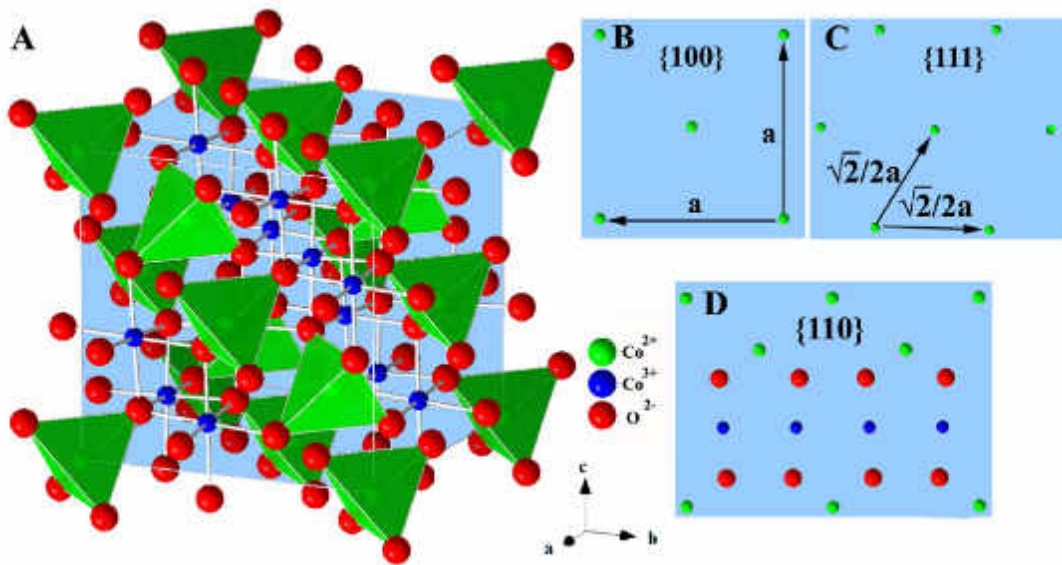 A
B
{100}
a
a
C
{111}
√2/2a
√2/2a
D
{110}
Co2+
Co3+
O2-
c
a
b